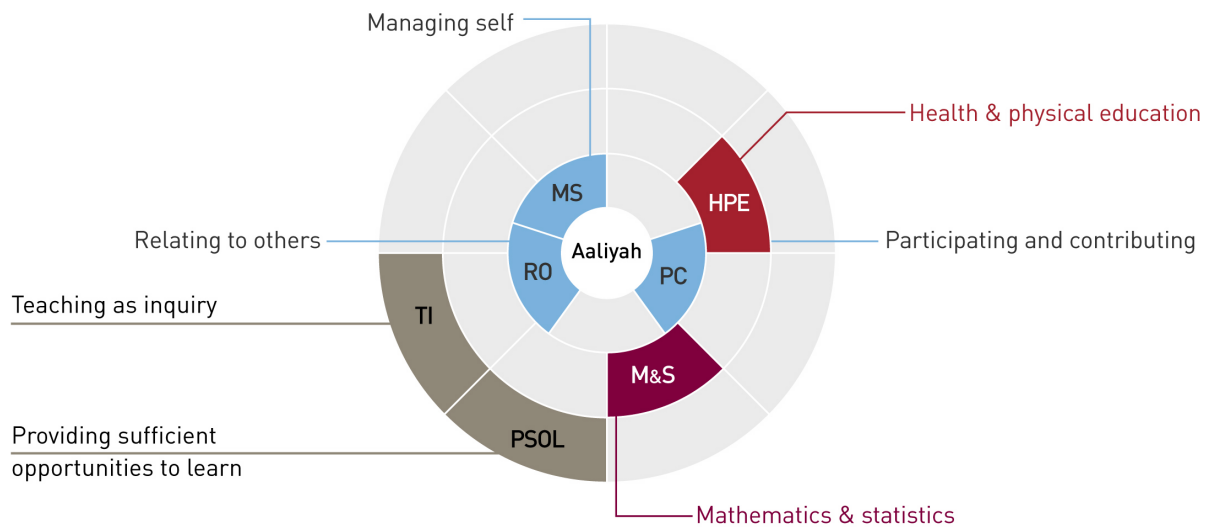 Managing self
Health & physical education
MS
HPE
Relating to others
Aaliyah
Participating and contributing
RO
PC
Teaching as inquiry
TI
M&S
Providing sufficient
opportunities to learn
PSOL
Mathematics & statistics